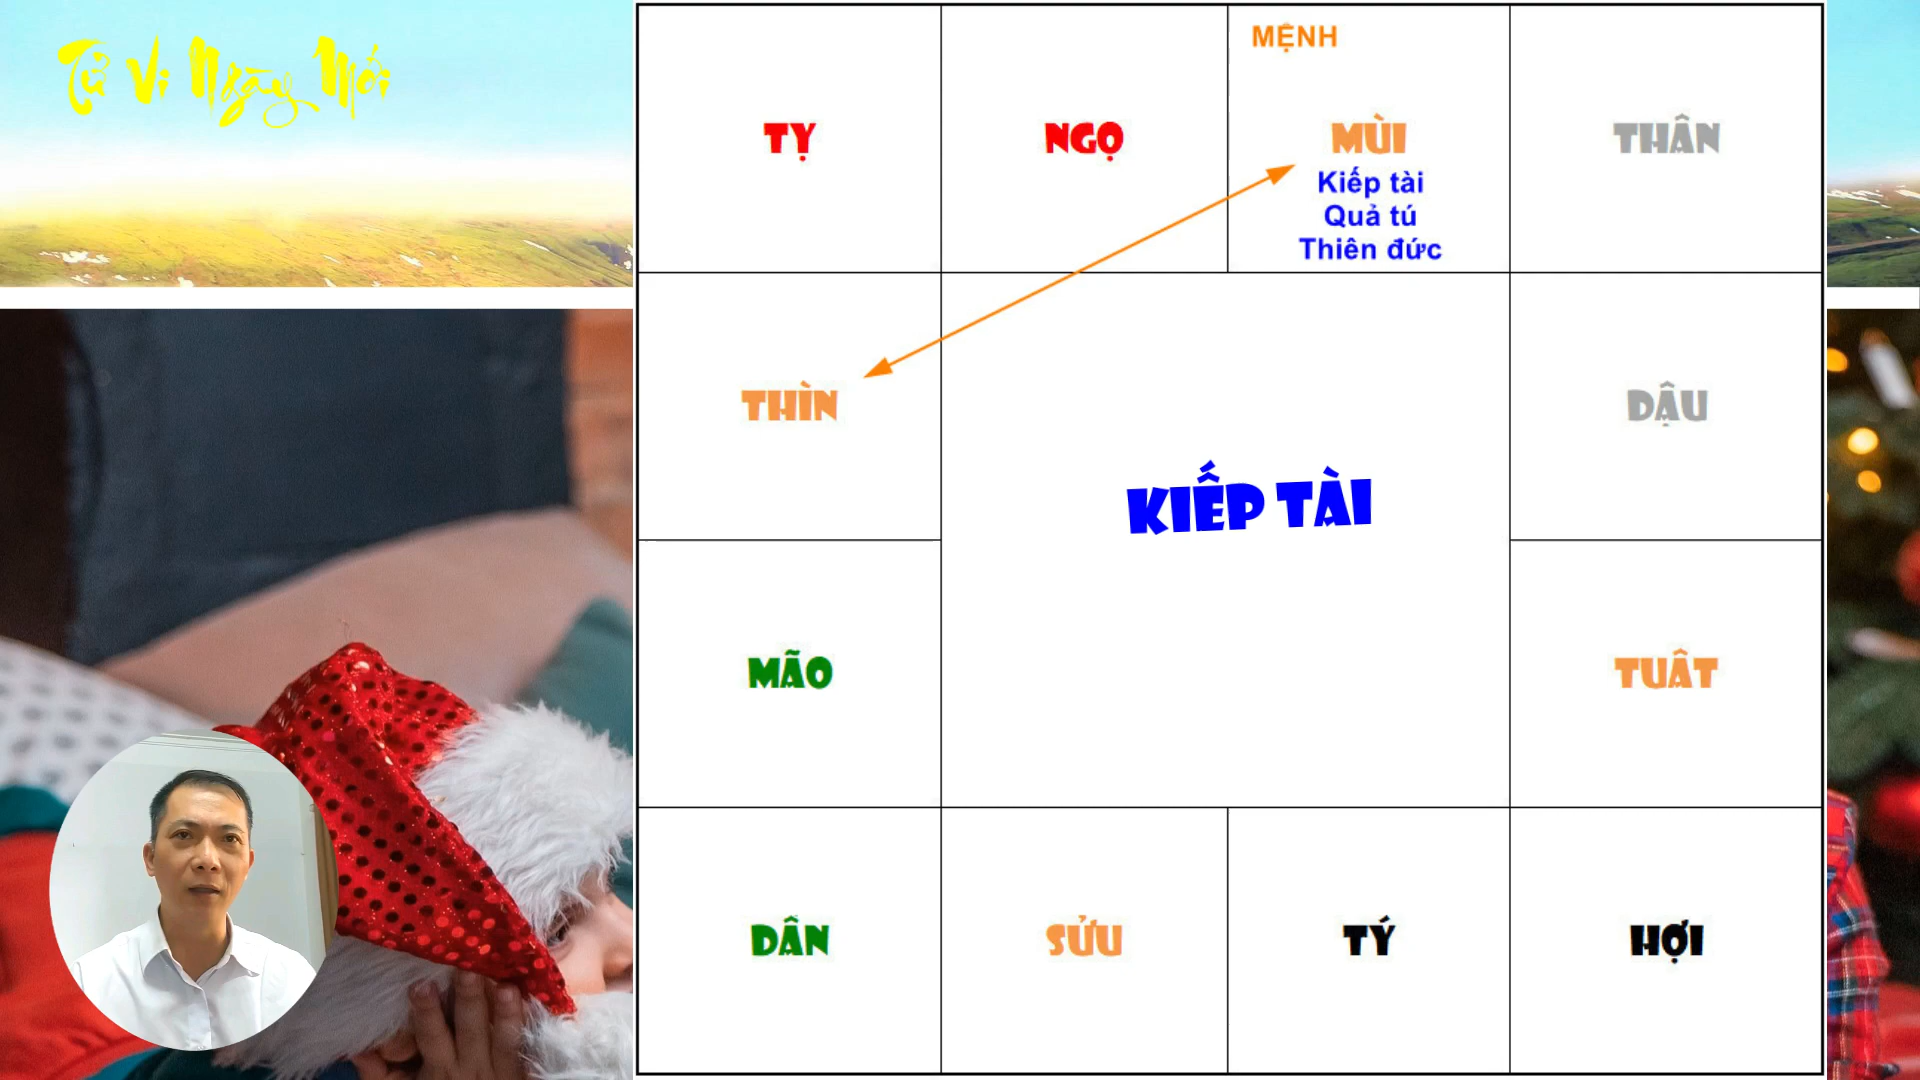 Tử Vi Ngày Mới
MỆNH
TỴ
NGỌ
MÙI
THÂN
Kiếp tài
Quả tú
Thiên đức
THÌN
DẬU
KIẾP TÀI
MÃO
TUẤT
DẦN
SỬU
TÝ
HỢI